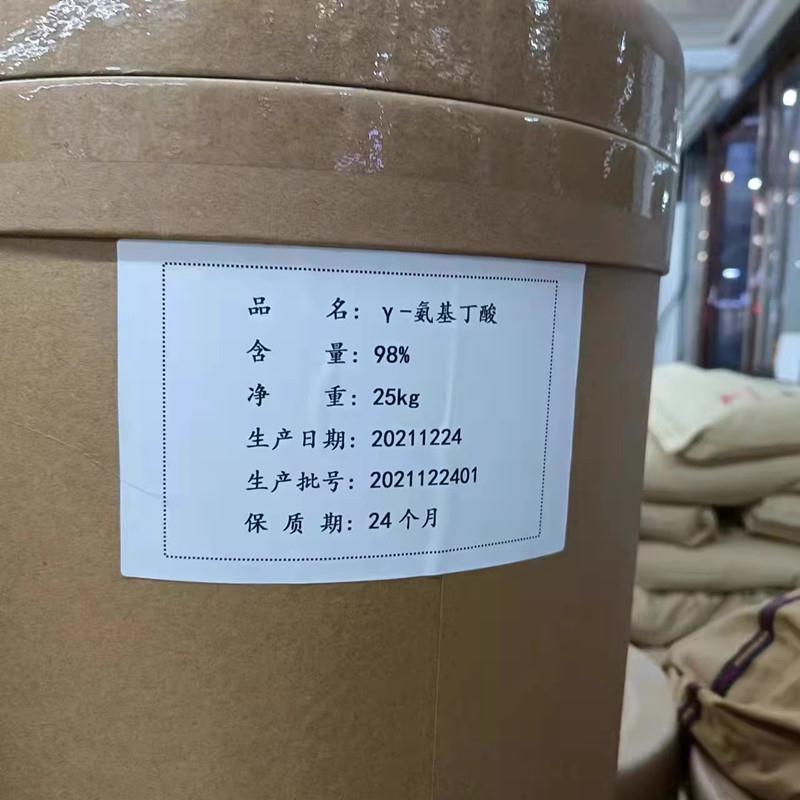 品 名: γ-氨基丁酸
含 量: 98%
净 重: 25kg
生产日期: 20211224
生产批号: 2021122401
保 质 期: 24个月